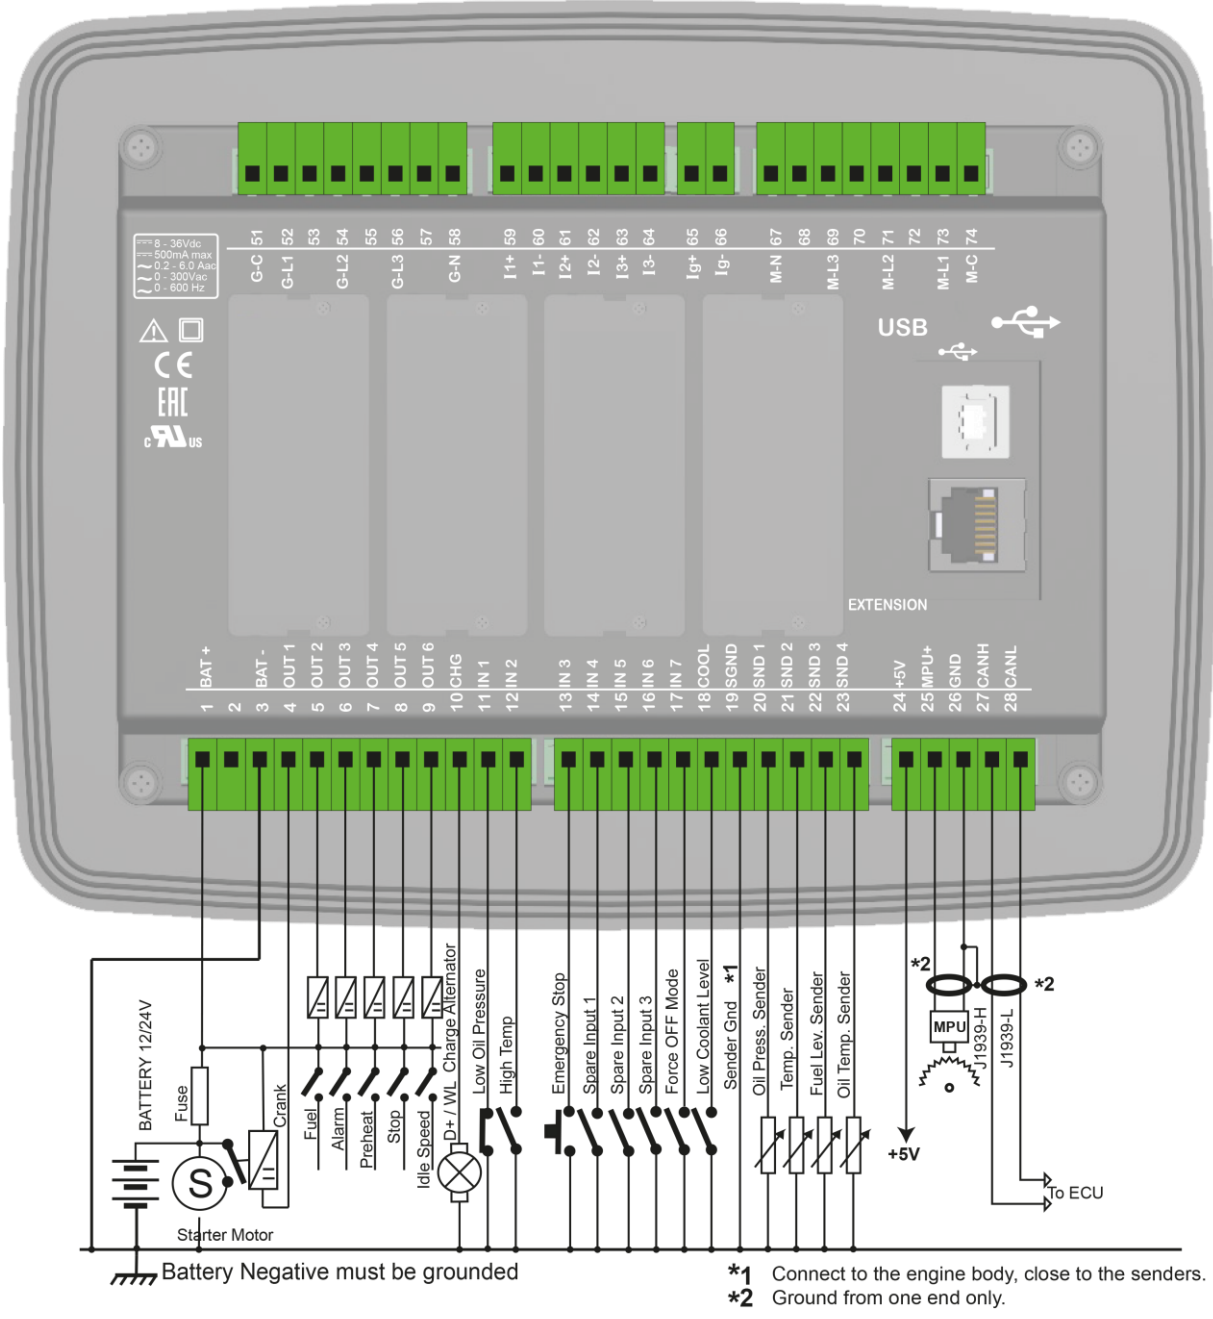 51 52 53 54 55 56 57 58 59 60 61 62 63 64 65 66 67 68 69 70 71 72 73 74
G-C G-L1 G-L2 G-L3 G-N I1+ I1- I2+ I2- I3+ I3- Ig+ Ig- M-N M-L3 M-L2 M-L1 M-C
8 - 36Vdc
500mA max
0.2 - 6.0 Aac
0 - 300Vac
0 - 600 Hz
USB
CE
EAC
c RU US
EXTENSION
BAT + BAT - OUT 1 OUT 2 OUT 3 OUT 4 OUT 5 OUT 6 CHG IN 1 IN 2 IN 3 IN 4 IN 5 IN 6 IN 7 COOL SGND SND 1 SND 2 SND 3 SND 4 +5V MPU+ GND CANH CANL
1 2 3 4 5 6 7 8 9 10 11 12 13 14 15 16 17 18 19 20 21 22 23 24 25 26 27 28
BATTERY 12/24V
Fuse
Crank
Fuel
Alarm
Preheat
Stop
Idle Speed
D+ / WL Charge Alternator
Low Oil Pressure
High Temp
Emergency Stop
Spare Input 1
Spare Input 2
Spare Input 3
Force OFF Mode
Low Coolant Level
Sender Gnd *1
Oil Press. Sender
Temp. Sender
Fuel Lev. Sender
Oil Temp. Sender
*2
*2
MPU
J1939-H
J1939-L
+5V
To ECU
S
Starter Motor
Battery Negative must be grounded
*1 Connect to the engine body, close to the senders.
*2 Ground from one end only.